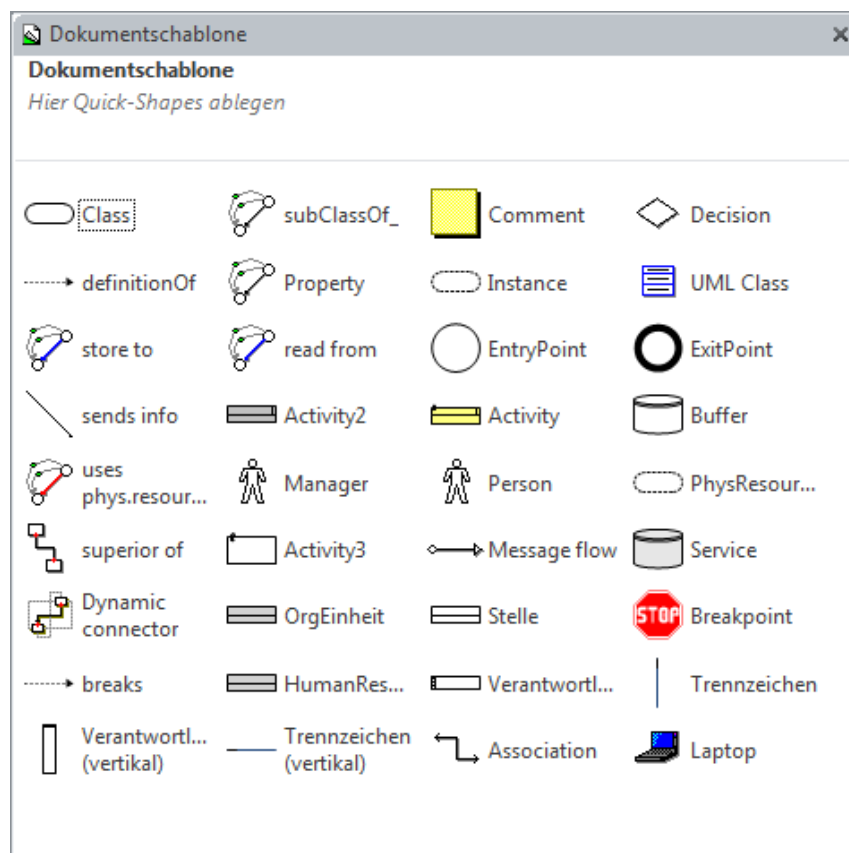 Dokumentschablone
Dokumentschablone
Hier Quick-Shapes ablegen
Class
subClassOf_
Comment
Decision
definitionOf
Property
Instance
UML Class
store to
read from
EntryPoint
ExitPoint
sends info
Activity2
Activity
Buffer
uses
phys.resour...
Manager
Person
PhysResour...
superior of
Activity3
Message flow
Service
Dynamic
connector
OrgEinheit
Stelle
STOP
Breakpoint
breaks
HumanRes...
Verantwortl...
Trennzeichen
Verantwortl...
(vertikal)
Trennzeichen
(vertikal)
Association
Laptop